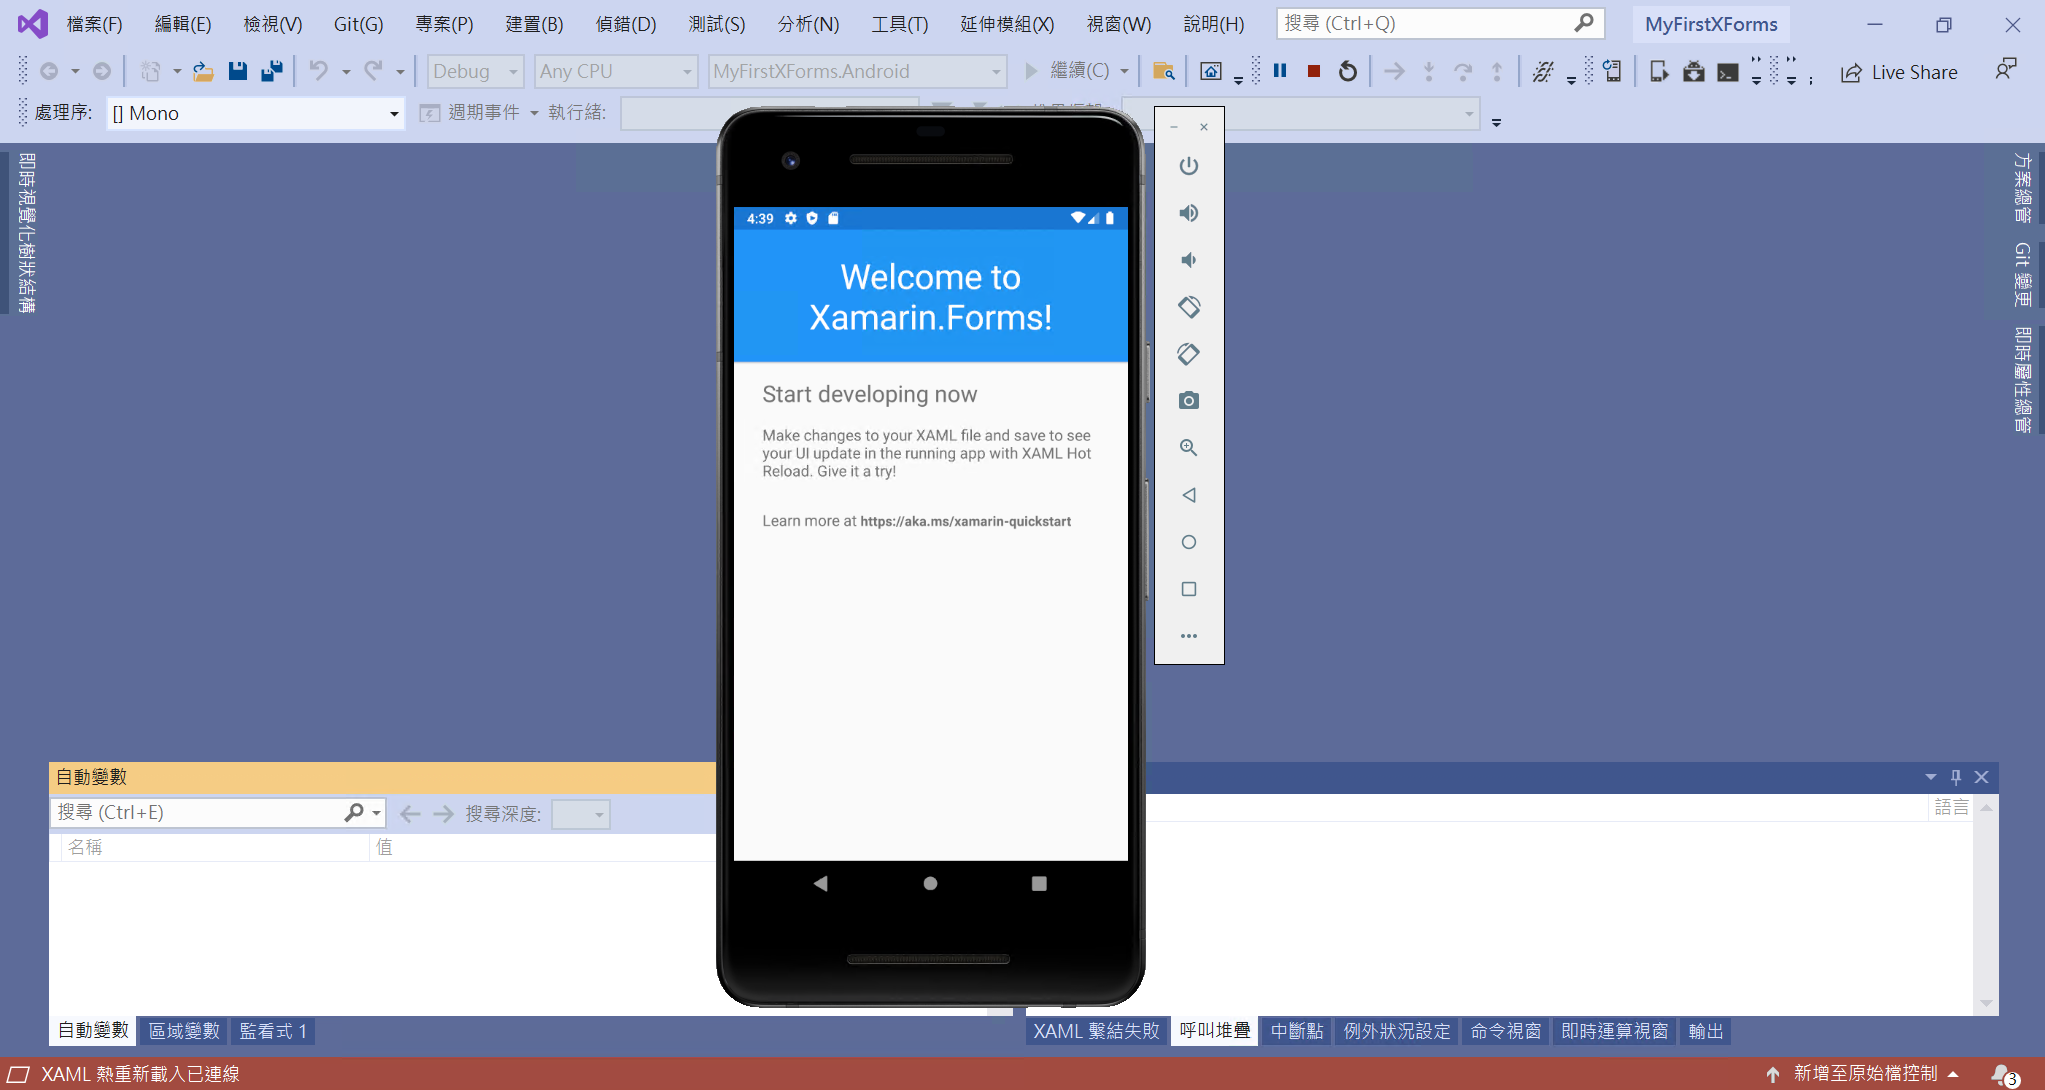 檔案(F) 編輯(E) 檢視(V) Git(G) 專案(P) 建置(B) 偵錯(D) 測試(S) 分析(N) 工具(T) 延伸模組(X) 視窗(W) 說明(H) 搜尋 (Ctrl+Q) MyFirstXForms
Debug Any CPU MyFirstXForms.Android 繼續(C) Live Share
處理序: [] Mono 週期事件 執行緒:
即時視覺化樹狀結構
方案總管
Git 變更
即時屬性總管
4:39
Welcome to
Xamarin.Forms!
Start developing now
Make changes to your XAML file and save to see
your UI update in the running app with XAML Hot
Reload. Give it a try!
Learn more at https://aka.ms/xamarin-quickstart
自動變數
搜尋 (Ctrl+E) 搜尋深度:
名稱 值
語言
自動變數 區域變數 監看式 1
XAML 繫結失敗 呼叫堆疊 中斷點 例外狀況設定 命令視窗 即時運算視窗 輸出
XAML 熱重新載入已連線 新增至原始檔控制 3